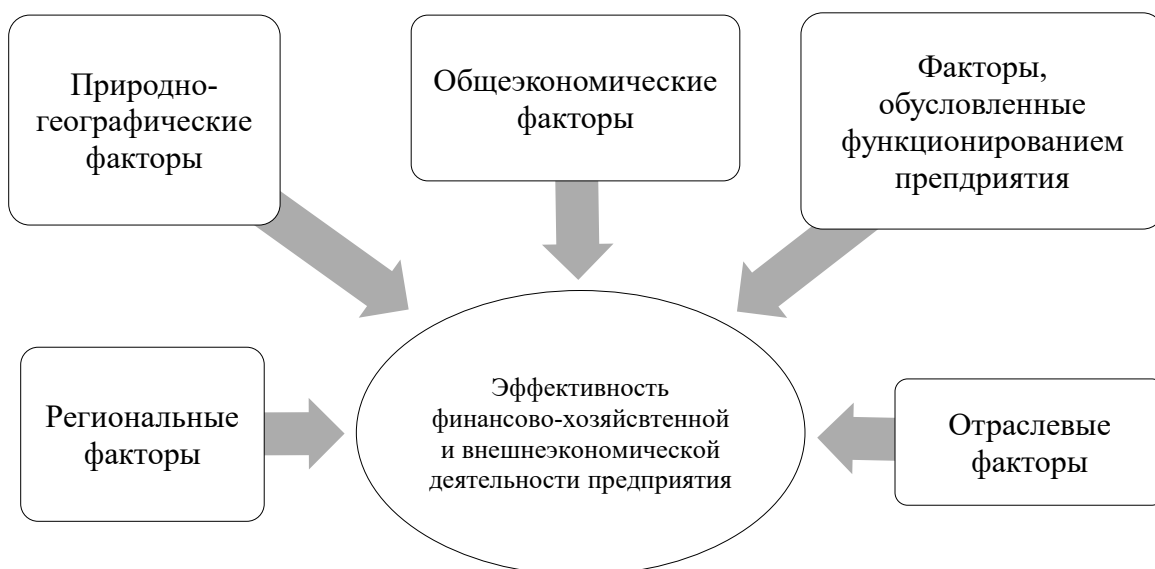 Природно-
географические
факторы
Общеэкономические
факторы
Факторы,
обусловленные
функционированием
препдриятия
Региональные
факторы
Эффективность
финансово-хозяйсвтенной
и внешнеэкономической
деятельности предприятия
Отраслевые
факторы